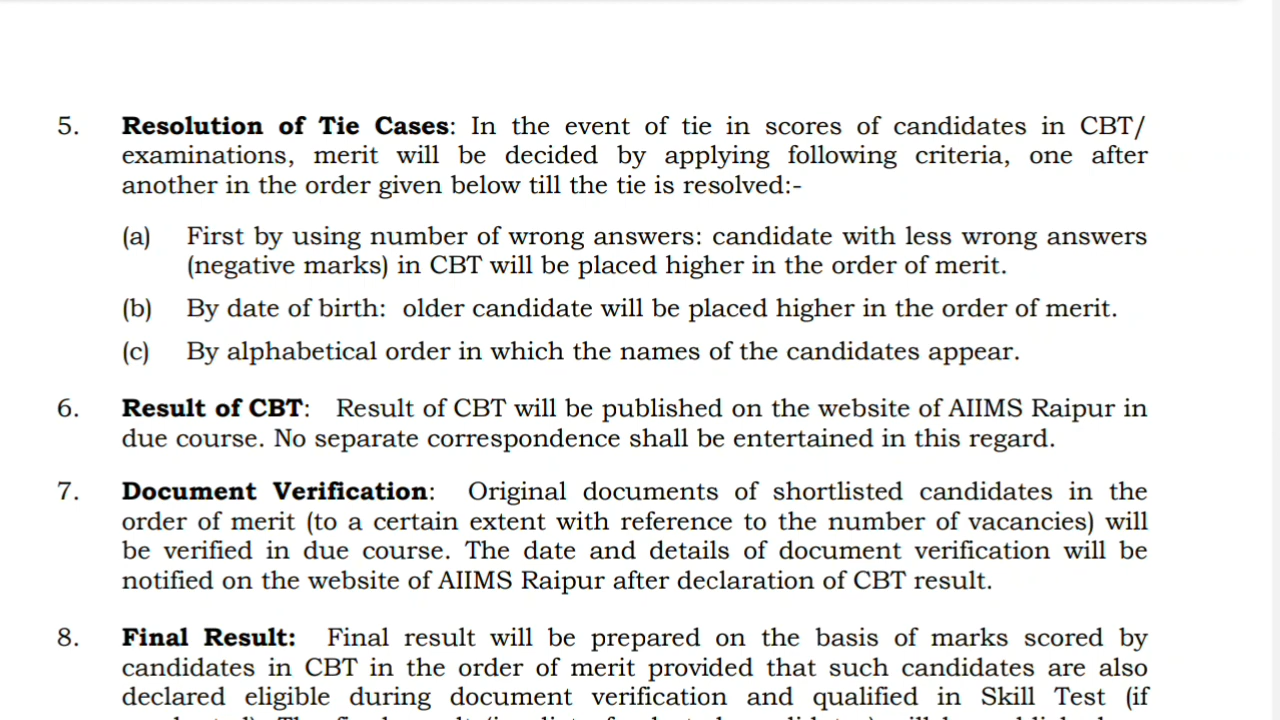 5. Resolution of Tie Cases: In the event of tie in scores of candidates in CBT/
examinations, merit will be decided by applying following criteria, one after
another in the order given below till the tie is resolved:-
(a) First by using number of wrong answers: candidate with less wrong answers
(negative marks) in CBT will be placed higher in the order of merit.
(b) By date of birth: older candidate will be placed higher in the order of merit.
(c) By alphabetical order in which the names of the candidates appear.
6. Result of CBT: Result of CBT will be published on the website of AIIMS Raipur in
due course. No separate correspondence shall be entertained in this regard.
7. Document Verification: Original documents of shortlisted candidates in the
order of merit (to a certain extent with reference to the number of vacancies) will
be verified in due course. The date and details of document verification will be
notified on the website of AIIMS Raipur after declaration of CBT result.
8. Final Result: Final result will be prepared on the basis of marks scored by
candidates in CBT in the order of merit provided that such candidates are also
declared eligible during document verification and qualified in Skill Test (if